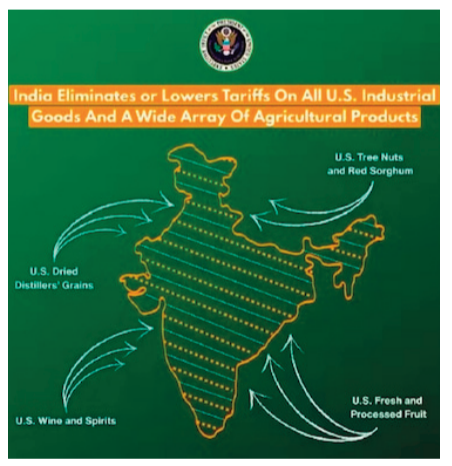 India Eliminates or Lowers Tariffs On All U.S. Industrial
Goods And A Wide Array Of Agricultural Products
U.S. Tree Nuts
and Red Sorghum
U.S. Dried
Distillers' Grains
U.S. Wine and Spirits
U.S. Fresh and
Processed Fruit